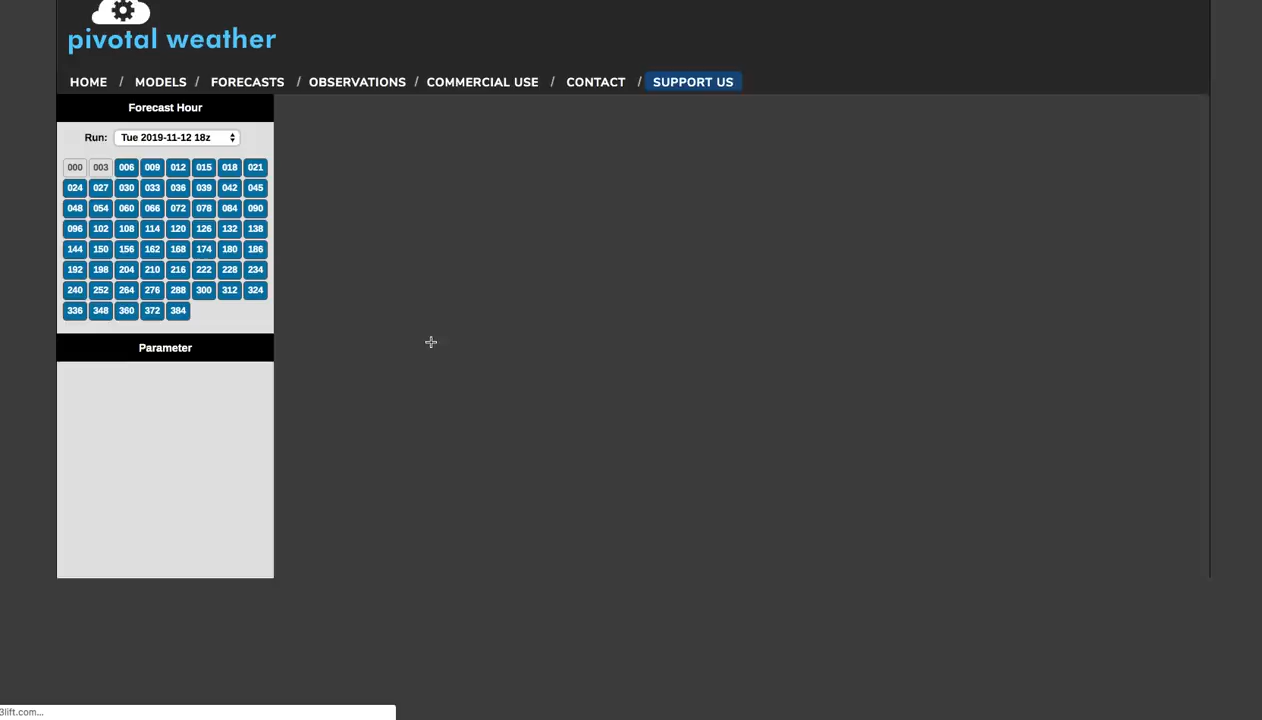 pivotal weather
HOME / MODELS / FORECASTS / OBSERVATIONS / COMMERCIAL USE / CONTACT / SUPPORT US
Forecast Hour
Run: Tue 2019-11-12 18z
000 003 006 009 012 015 018 021
024 027 030 033 036 039 042 045
048 054 060 066 072 078 084 090
096 102 108 114 120 126 132 138
144 150 156 162 168 174 180 186
192 198 204 210 216 222 228 234
240 252 264 276 288 300 312 324
336 348 360 372 384
Parameter
3lift.com...